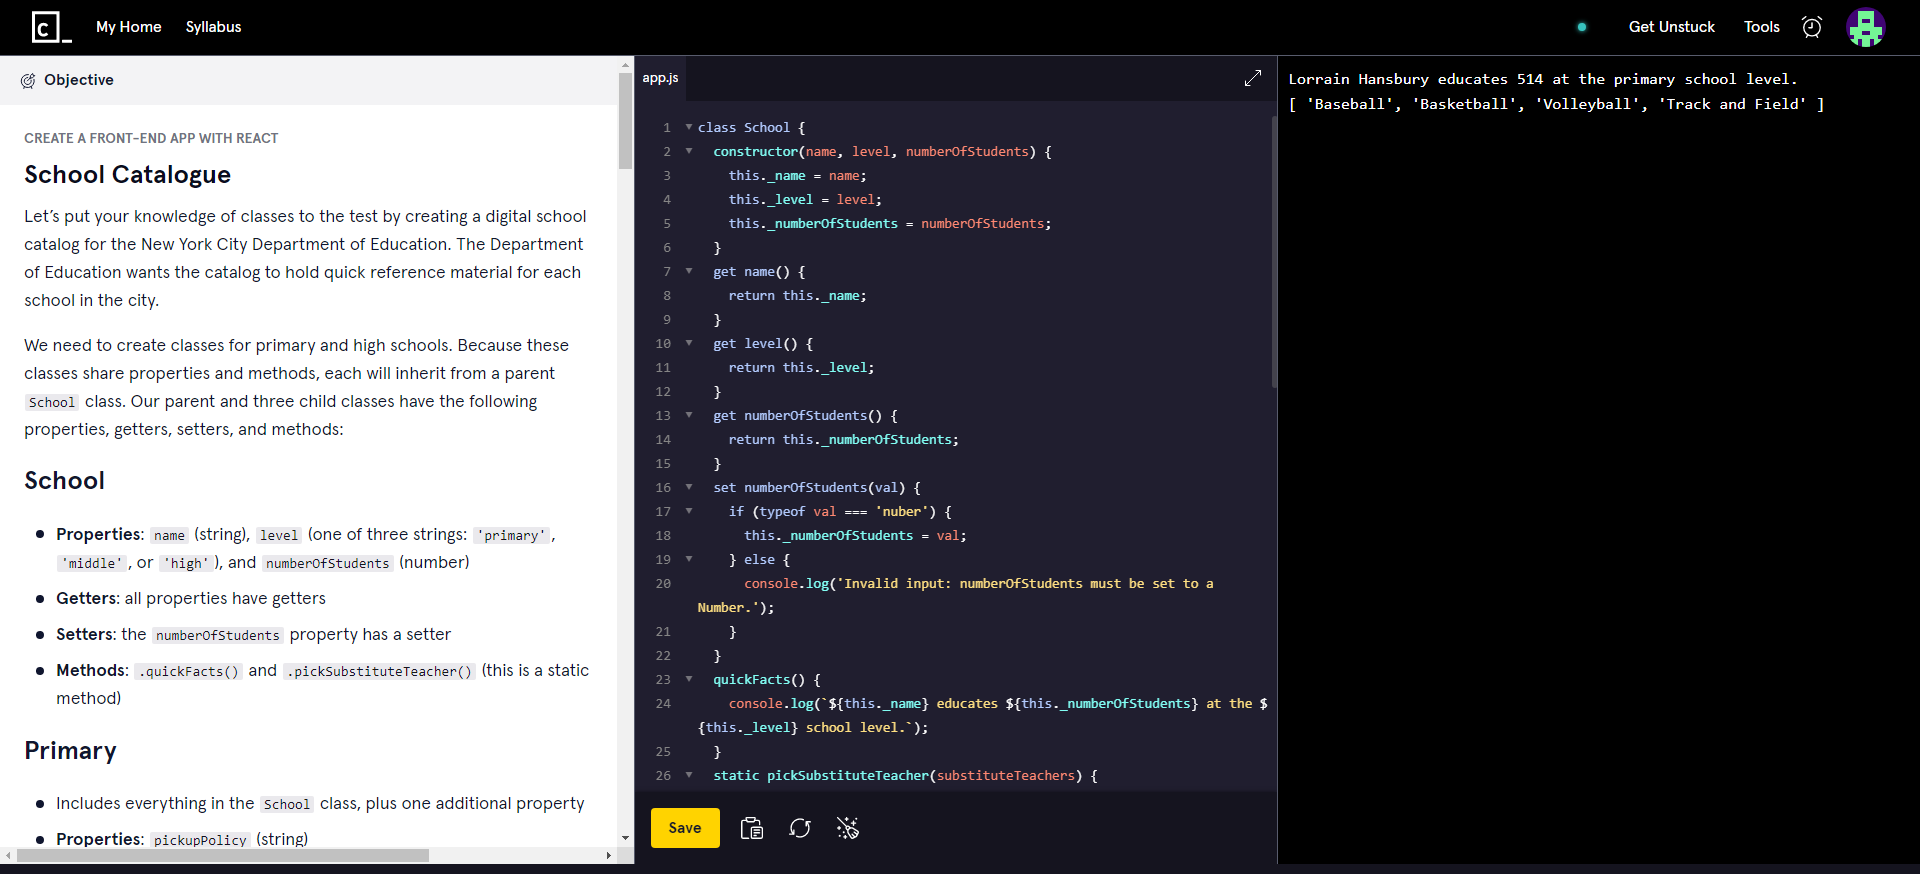 My Home Syllabus Get Unstuck Tools
Objective
CREATE A FRONT-END APP WITH REACT
School Catalogue
Let’s put your knowledge of classes to the test by creating a digital school
catalog for the New York City Department of Education. The Department
of Education wants the catalog to hold quick reference material for each
school in the city.
We need to create classes for primary and high schools. Because these
classes share properties and methods, each will inherit from a parent
School class. Our parent and three child classes have the following
properties, getters, setters, and methods:
School
Properties: name (string), level (one of three strings: 'primary',
'middle', or 'high'), and numberOfStudents (number)
Getters: all properties have getters
Setters: the numberOfStudents property has a setter
Methods: .quickFacts() and .pickSubstituteTeacher() (this is a static
method)
Primary
Includes everything in the School class, plus one additional property
Properties: pickupPolicy (string)
app.js
1 class School {
2 constructor(name, level, numberOfStudents) {
3 this._name = name;
4 this._level = level;
5 this._numberOfStudents = numberOfStudents;
6 }
7 get name() {
8 return this._name;
9 }
10 get level() {
11 return this._level;
12 }
13 get numberOfStudents() {
14 return this._numberOfStudents;
15 }
16 set numberOfStudents(val) {
17 if (typeof val === 'nuber') {
18 this._numberOfStudents = val;
19 } else {
20 console.log('Invalid input: numberOfStudents must be set to a
Number.');
21 }
22 }
23 quickFacts() {
24 console.log(`${this._name} educates ${this._numberOfStudents} at the $
{this._level} school level.`);
25 }
26 static pickSubstituteTeacher(substituteTeachers) {
Save
Lorrain Hansbury educates 514 at the primary school level.
[ 'Baseball', 'Basketball', 'Volleyball', 'Track and Field' ]